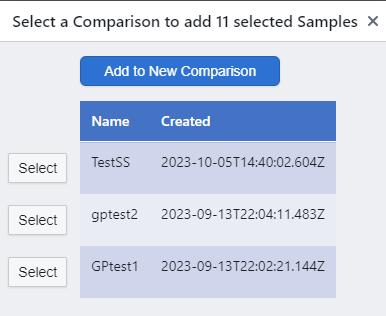 Select a Comparison to add 11 selected Samples ×
Add to New Comparison
Name Created
Select TestSS 2023-10-05T14:40:02.604Z
Select gptest2 2023-09-13T22:04:11.483Z
Select GPtest1 2023-09-13T22:02:21.144Z